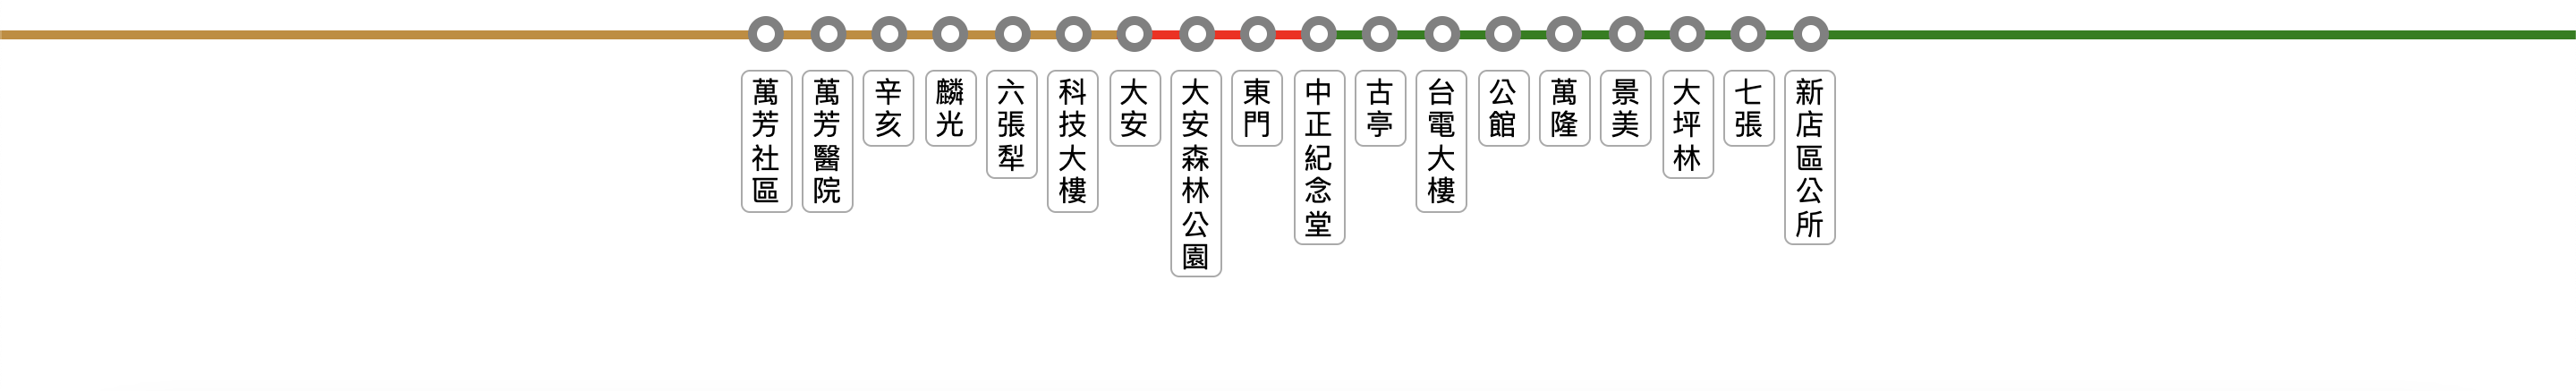 萬芳社區
萬芳醫院
辛亥
麟光
六張犁
科技大樓
大安
大安森林公園
東門
中正紀念堂
古亭
台電大樓
公館
萬隆
景美
大坪林
七張
新店區公所